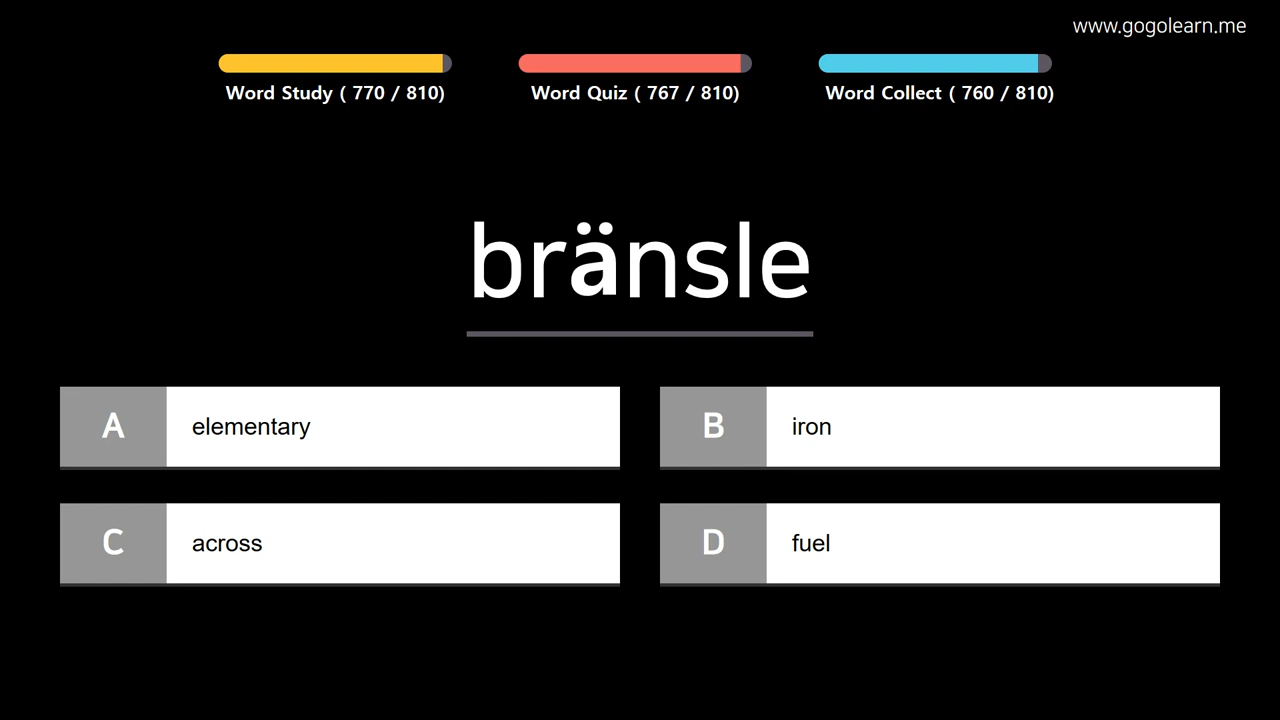 www.gogolearn.me
Word Study ( 770 / 810)
Word Quiz ( 767 / 810)
Word Collect ( 760 / 810)
bränsle
A elementary
B iron
C across
D fuel